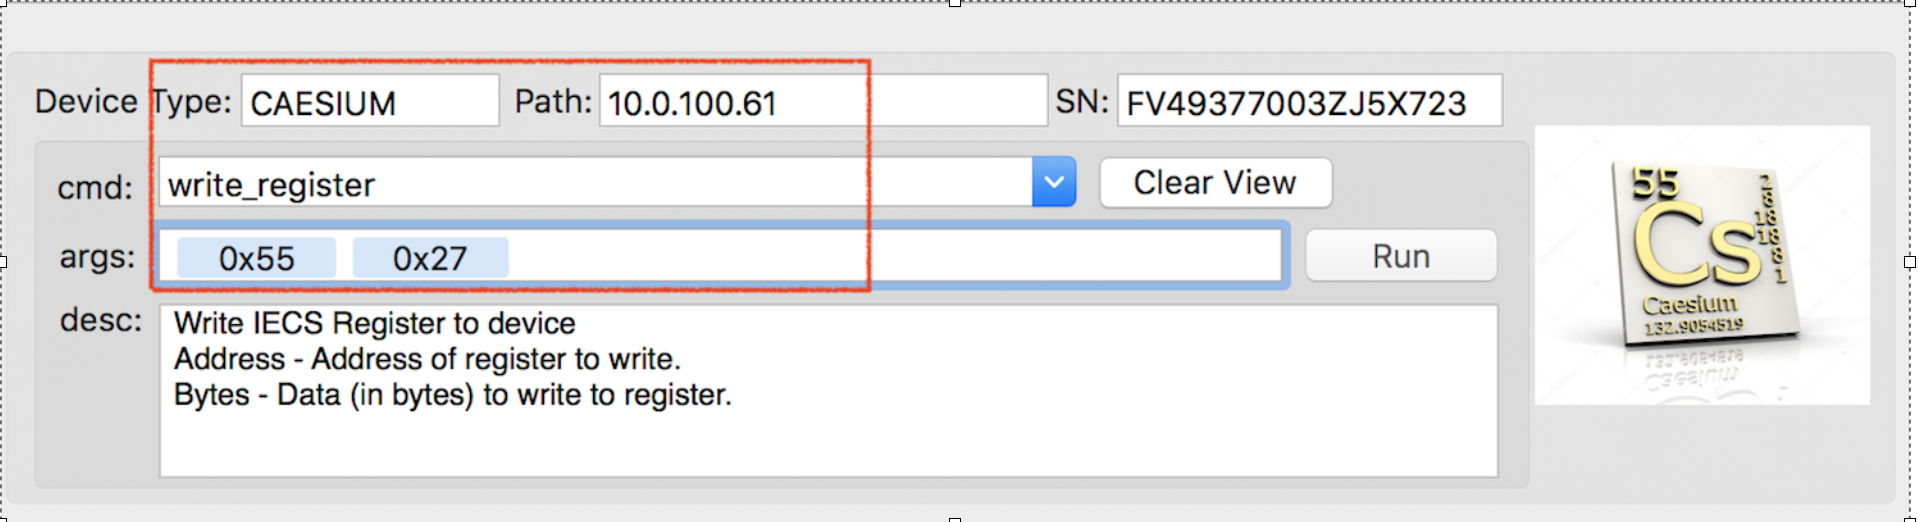 Device Type: CAESIUM Path: 10.0.100.61 SN: FV49377003ZJ5X723
cmd: write_register Clear View
args: 0x55 0x27 Run
desc: Write IECS Register to device
Address - Address of register to write.
Bytes - Data (in bytes) to write to register.
55
2
8
18
18
8
1
Cs
Caesium
132.9054519